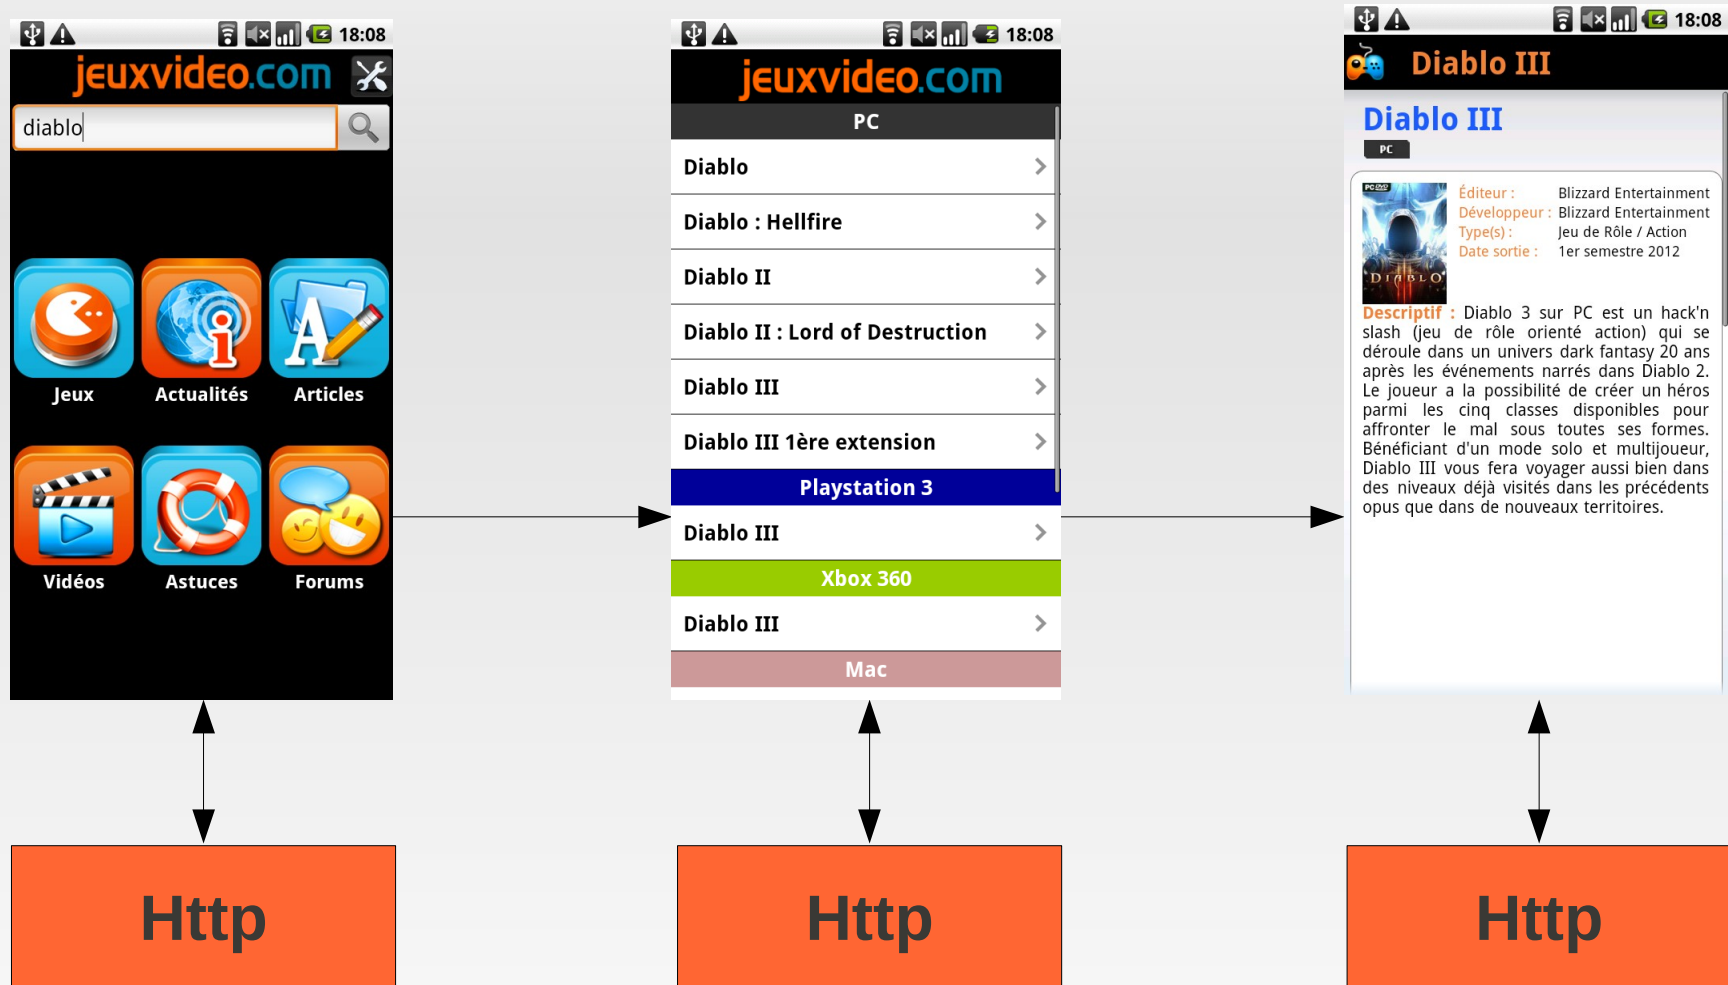 18:08
jeuxvideo.com
diablo
Jeux
Actualités
Articles
Vidéos
Astuces
Forums
Http
18:08
jeuxvideo.com
PC
Diablo
Diablo : Hellfire
Diablo II
Diablo II : Lord of Destruction
Diablo III
Diablo III 1ère extension
Playstation 3
Diablo III
Xbox 360
Diablo III
Mac
Http
18:08
Diablo III
Diablo III
PC
PC DVD
DIABLO
Éditeur : Blizzard Entertainment
Développeur : Blizzard Entertainment
Type(s) : Jeu de Rôle / Action
Date sortie : 1er semestre 2012
Descriptif : Diablo 3 sur PC est un hack'n
slash (jeu de rôle orienté action) qui se
déroule dans un univers dark fantasy 20 ans
après les événements narrés dans Diablo 2.
Le joueur a la possibilité de créer un héros
parmi les cinq classes disponibles pour
affronter le mal sous toutes ses formes.
Bénéficiant d'un mode solo et multijoueur,
Diablo III vous fera voyager aussi bien dans
des niveaux déjà visités dans les précédents
opus que dans de nouveaux territoires.
Http